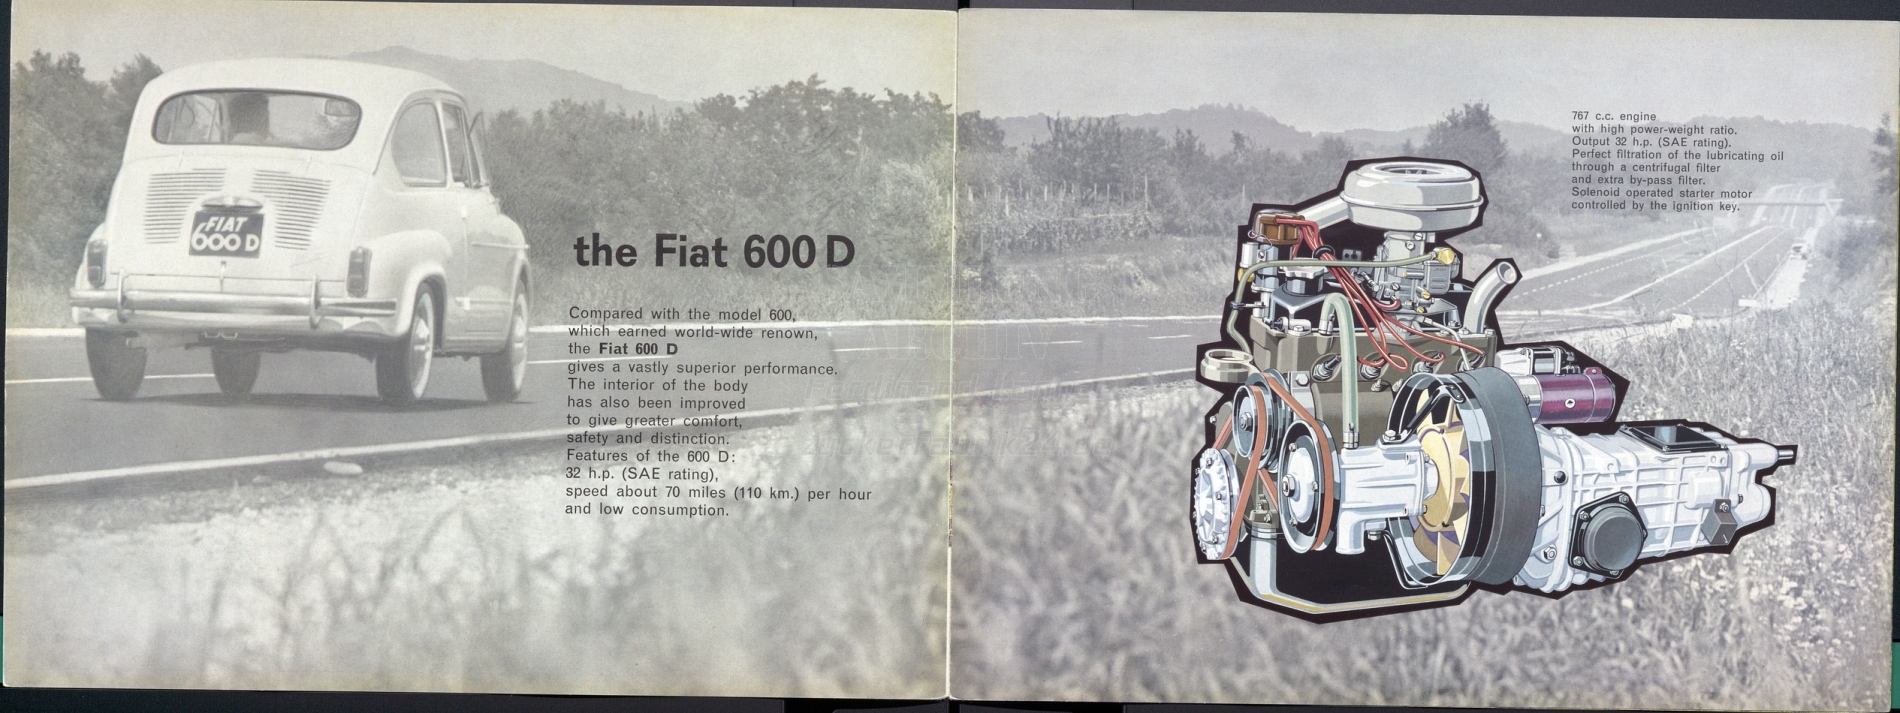 FIAT
600 D
the Fiat 600 D
Compared with the model 600,
which earned world-wide renown,
the Fiat 600 D
gives a vastly superior performance.
The interior of the body
has also been improved
to give greater comfort,
safety and distinction.
Features of the 600 D:
32 h.p. (SAE rating),
speed about 70 miles (110 km.) per hour
and low consumption.
767 c.c. engine
with high power-weight ratio.
Output 32 h.p. (SAE rating).
Perfect filtration of the lubricating oil
through a centrifugal filter
and extra by-pass filter.
Solenoid operated starter motor
controlled by the ignition key.